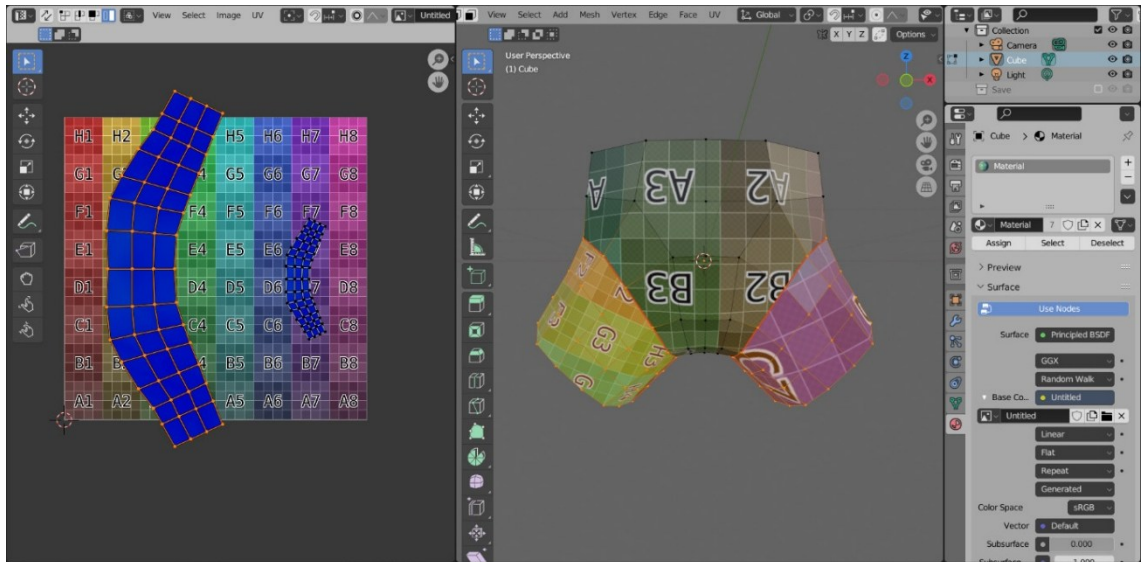 View Select Image UV Untitled
View Select Add Mesh Vertex Edge Face UV Global
X Y Z Options
User Perspective
(1) Cube
H1 H2 H5 H6 H7 H8
G1 4 G5 G6 G7 G8
F1 F4 F5 F6 F7 F8
E1 E4 E5 E6 E8
D1 D4 D5 D6 8
C1 C4 C5 C6 C8
B1 B 4 B5 B6 B7 B8
A1 A2 A5 A6 A7 A8
A A3 A2
B3 B2
G3 H3
G
Z
X
Collection
Camera
Cube
Light
Save
Cube > Material
Material
Material 7
Assign Select Deselect
Preview
Surface
Use Nodes
Surface Principled BSDF
GGX
Random Walk
Base Co... Untitled
Untitled
Linear
Flat
Repeat
Generated
Color Space sRGB
Vector Default
Subsurface 0.000